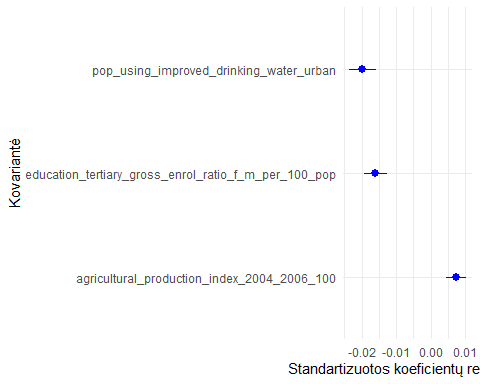 pop_using_improved_drinking_water_urban
Kovariantė
education_tertiary_gross_enrol_ratio_f_m_per_100_pop
agricultural_production_index_2004_2006_100
-0.02 -0.01 0.00 0.01
Standartizuotos koeficientų re